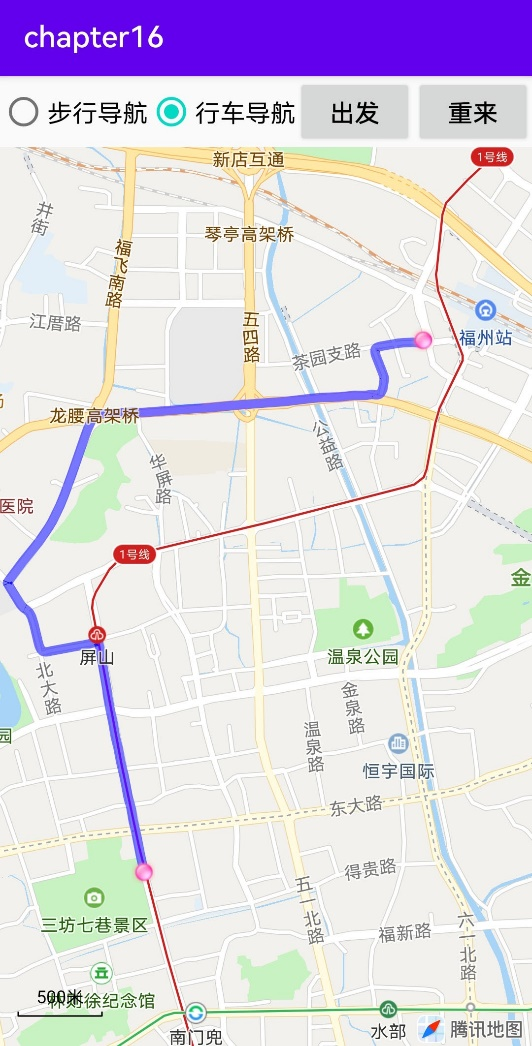 chapter16
步行导航
行车导航
出发
重来
新店互通
1号线
井街
福飞南路
琴亭高架桥
江厝路
五四路
福州站
茶园支路
龙腰高架桥
公益路
华屏路
医院
1号线
金
屏山
温泉公园
北大路
金泉路
园
温泉路
恒宇国际
东大路
得贵路
五一北路
三坊七巷景区
福新路
六一北路
500米
林则徐纪念馆
南门兜
水部
腾讯地图